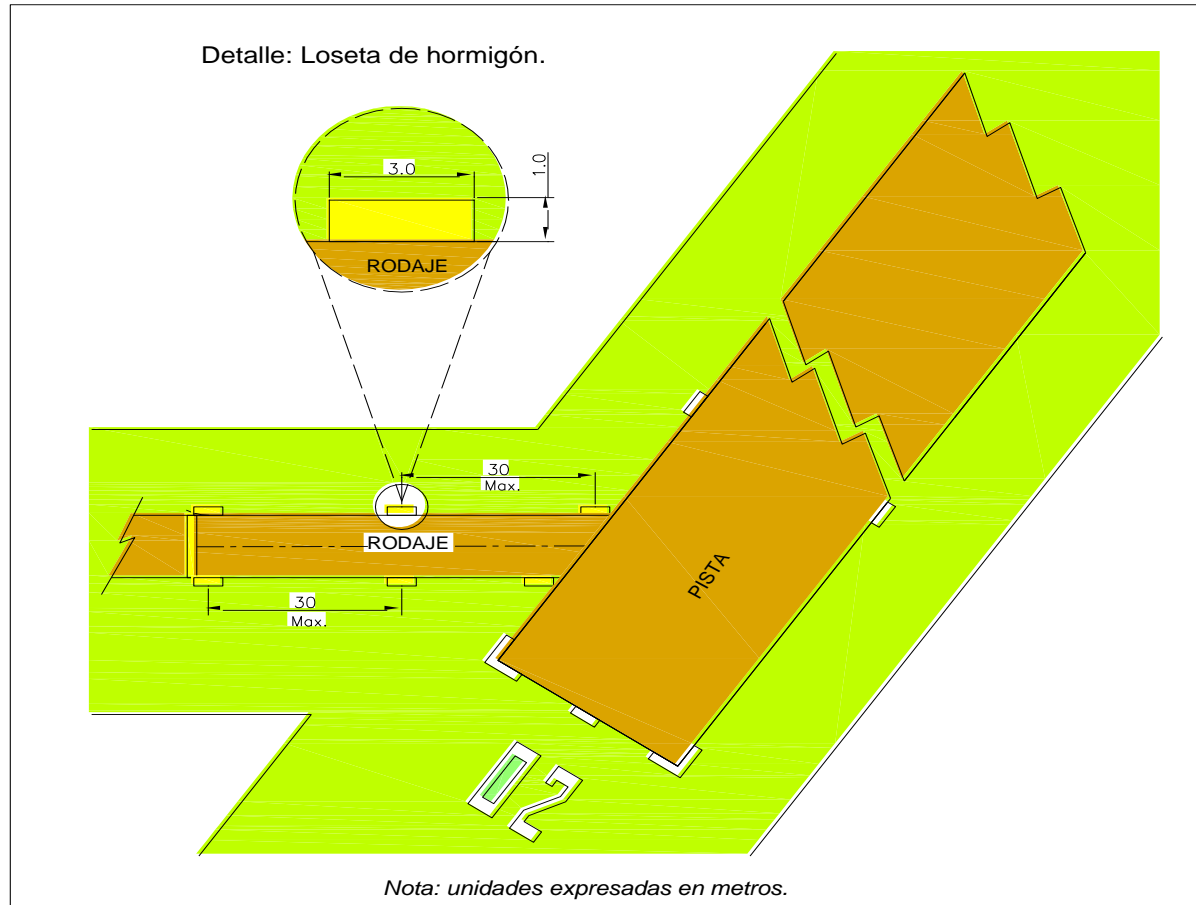 Detalle: Loseta de hormigón.
3.0
1.0
RODAJE
30
Max.
RODAJE
PISTA
30
Max.
02
Nota: unidades expresadas en metros.